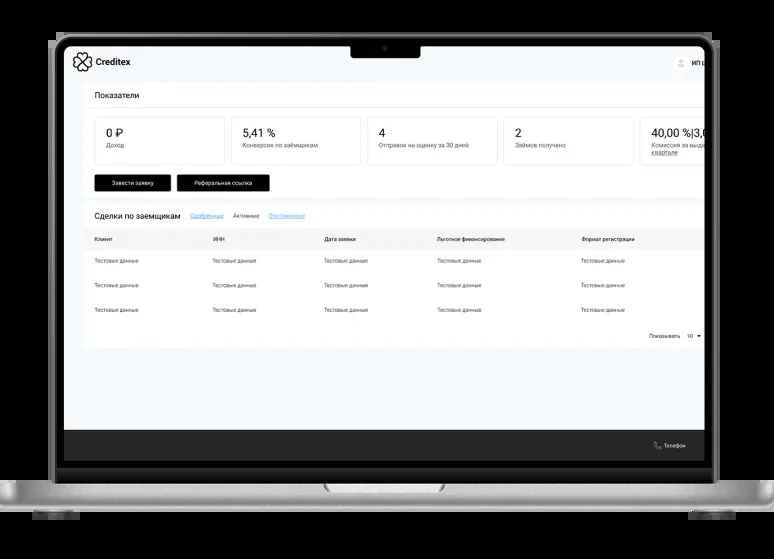 Creditex
ИП
Показатели
0 ₽
Доход
5,41 %
Конверсия по заёмщикам
4
Отправок на оценку за 30 дней
2
Займов получено
40,00 %|3,0
Комиссия за выда
квартале
Завести заявку
Реферальная ссылка
Сделки по заемщикам Одобренные Активные Отклоненные
Клиент ИНН Дата заявки Льготное финансирование Формат регистрации
Тестовые данные Тестовые данные Тестовые данные Тестовые данные Тестовые данные
Тестовые данные Тестовые данные Тестовые данные Тестовые данные Тестовые данные
Тестовые данные Тестовые данные Тестовые данные Тестовые данные Тестовые данные
Показывать 10
Телефон